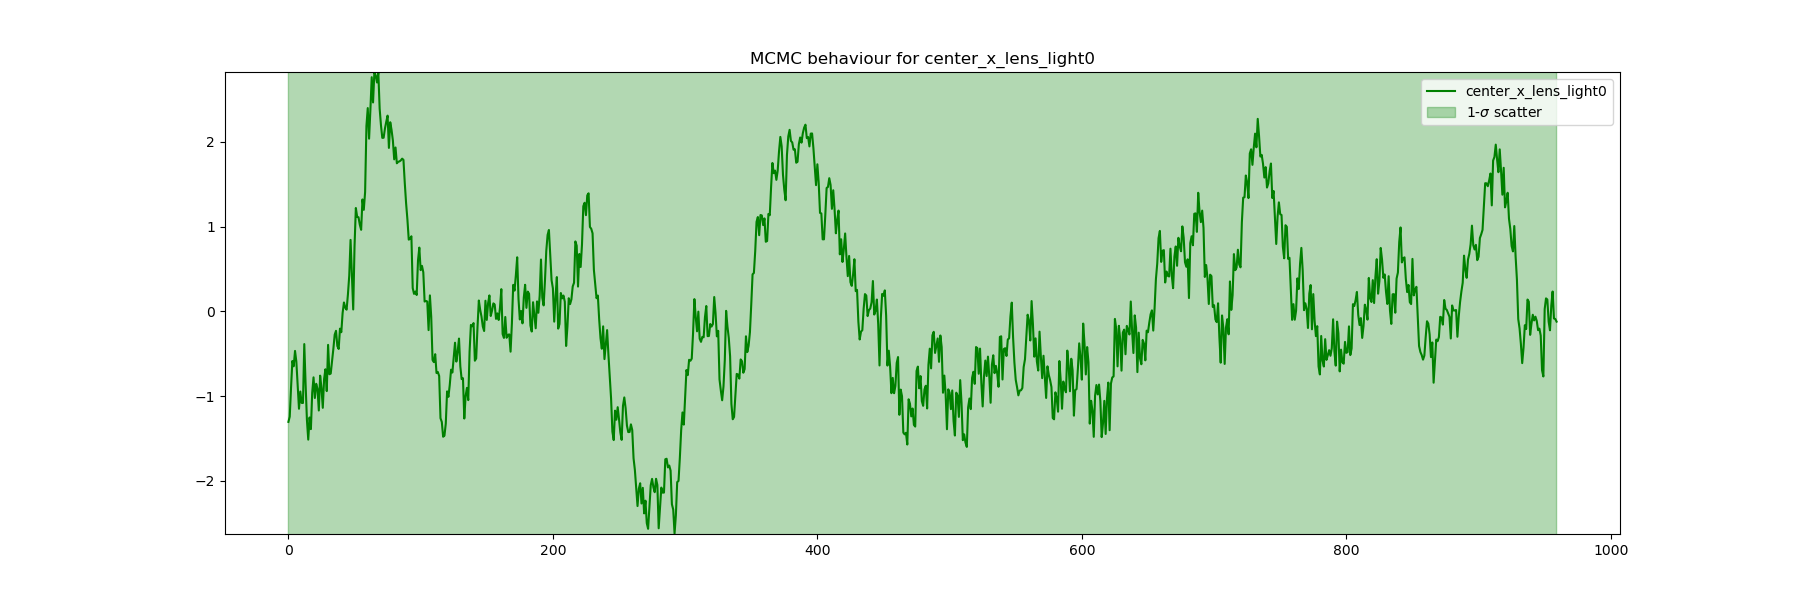 MCMC behaviour for center_x_lens_light0
center_x_lens_light0
1-σ scatter
2
1
0
−1
−2
0 200 400 600 800 1000